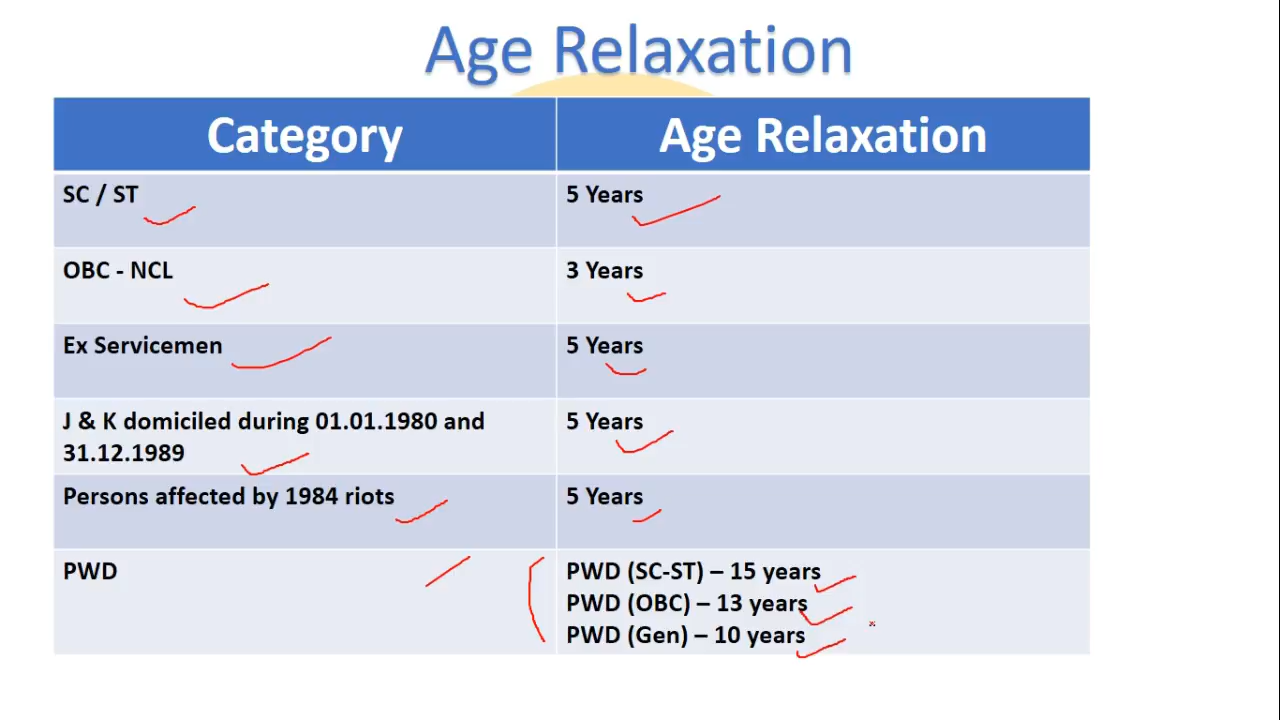 Age Relaxation
Category
Age Relaxation
SC / ST
5 Years
OBC - NCL
3 Years
Ex Servicemen
5 Years
J & K domiciled during 01.01.1980 and
31.12.1989
5 Years
Persons affected by 1984 riots
5 Years
PWD
PWD (SC-ST) – 15 years
PWD (OBC) – 13 years
PWD (Gen) – 10 years